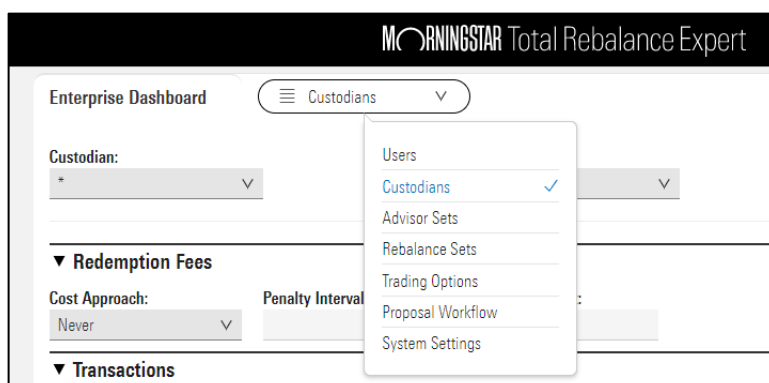 MORNINGSTAR Total Rebalance Expert
Enterprise Dashboard
Custodians
Custodian:
*
Users
Custodians
Advisor Sets
Rebalance Sets
Trading Options
Proposal Workflow
System Settings
Redemption Fees
Cost Approach:
Never
Penalty Interval
:
Transactions